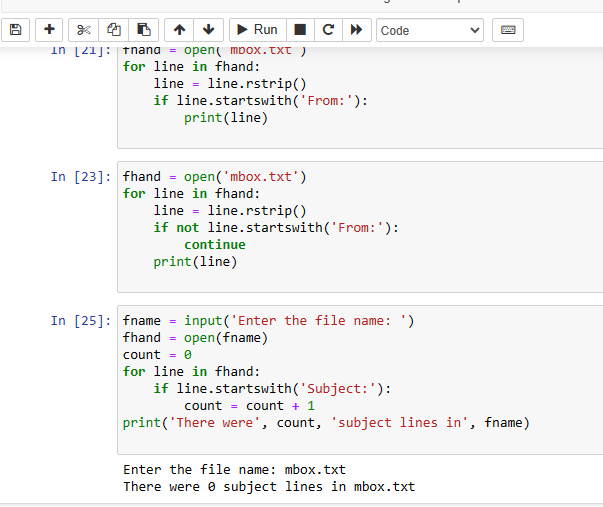 Run
Code
In [21]: fhand = open('mbox.txt')
for line in fhand:
    line = line.rstrip()
    if line.startswith('From:'):
        print(line)
In [23]: fhand = open('mbox.txt')
for line in fhand:
    line = line.rstrip()
    if not line.startswith('From:'):
        continue
    print(line)
In [25]: fname = input('Enter the file name: ')
fhand = open(fname)
count = 0
for line in fhand:
    if line.startswith('Subject:'):
        count = count + 1
print('There were', count, 'subject lines in', fname)
Enter the file name: mbox.txt
There were 0 subject lines in mbox.txt